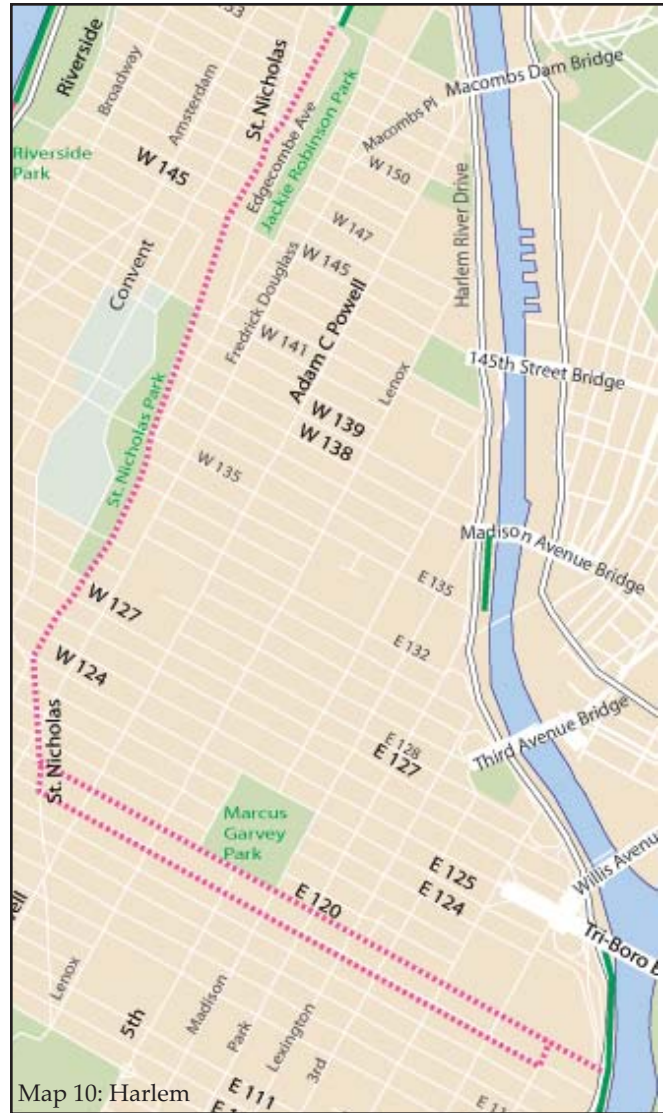 Riverside
Broadway
Amsterdam
St. Nicholas
Macombs Dam Bridge
Macombs Pl
Riverside
Park
W 145
Edgecombe Ave
Jackie Robinson Park
W 150
W 147
Harlem River Drive
Convent
Fredrick Douglass
W 145
W 141
Adam C Powell
Lenox
145th Street Bridge
W 139
W 138
St. Nicholas Park
W 135
Madison Avenue Bridge
E 135
W 127
E 132
W 124
St. Nicholas
E 128
E 127
Third Avenue Bridge
Marcus
Garvey
Park
E 125
E 124
Willis Avenu
E 120
Tri-Boro B
ell
Lenox
5th
Madison
Park
Lexington
3rd
E 111
Map 10: Harlem